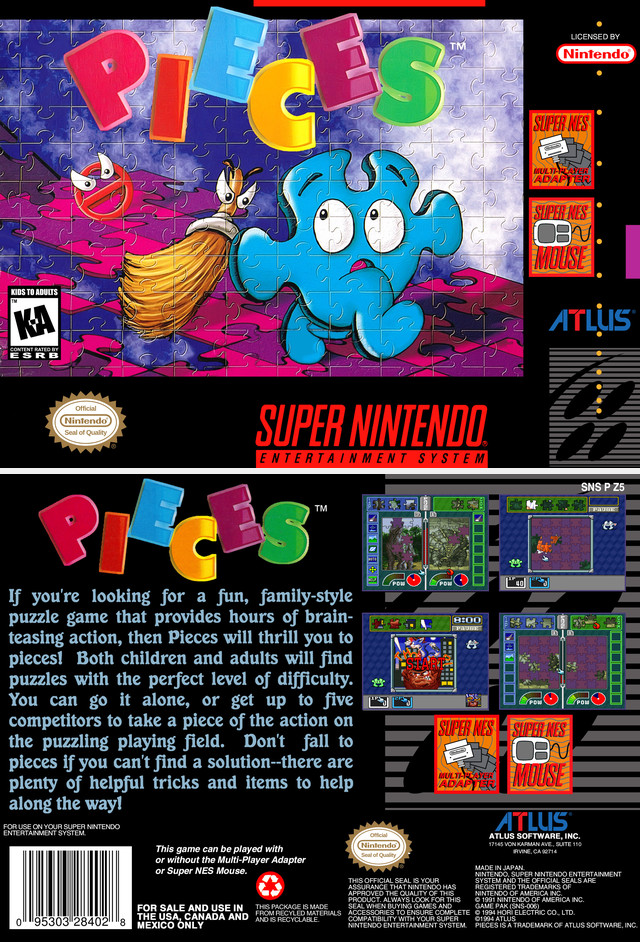 PIECES™
LICENSED BY
Nintendo®
SUPER NES
MULTI-PLAYER
ADAPTER
SUPER NES
MOUSE
KIDS TO ADULTS
™
K-A
CONTENT RATED BY
ESRB
ATLUS®
Official
Nintendo®
Seal of Quality
®
SUPER NINTENDO®
ENTERTAINMENT SYSTEM
SNS P Z5
PIECES™
PAUSE
POW
POW
40
8:00
PAUSE
START
POW
POW
If you're looking for a fun, family-style
puzzle game that provides hours of brain-
teasing action, then Pieces will thrill you to
pieces! Both children and adults will find
puzzles with the perfect level of difficulty.
You can go it alone, or get up to five
competitors to take a piece of the action on
the puzzling playing field. Don't fall to
pieces if you can't find a solution--there are
plenty of helpful tricks and items to help
along the way!
SUPER NES
MULTI-PLAYER
ADAPTER
SUPER NES
MOUSE
FOR USE ON YOUR SUPER NINTENDO
ENTERTAINMENT SYSTEM.
0 95303 28402 8
This game can be played with
or without the Multi-Player Adapter
or Super NES Mouse.
FOR SALE AND USE IN
THE USA, CANADA AND
MEXICO ONLY
THIS PACKAGE IS MADE
FROM RECYLED MATERIALS
AND IS RECYCLABLE.
Official
Nintendo®
Seal of Quality
®
THIS OFFICIAL SEAL IS YOUR
ASSURANCE THAT NINTENDO HAS
APPROVED THE QUALITY OF THIS
PRODUCT. ALWAYS LOOK FOR THIS
SEAL WHEN BUYING GAMES AND
ACCESSORIES TO ENSURE COMPLETE
COMPATIBILITY WITH YOUR SUPER
NINTENDO ENTERTAINMENT SYSTEM.
ATLUS®
ATLUS SOFTWARE, INC.
17145 VON KARMAN AVE., SUITE 110
IRVINE, CA 92714
MADE IN JAPAN.
NINTENDO, SUPER NINTENDO ENTERTAINMENT
SYSTEM AND THE OFFICIAL SEALS ARE
REGISTERED TRADEMARKS OF
NINTENDO OF AMERICA INC.
© 1991 NINTENDO OF AMERICA INC.
GAME PAK (SNS-006)
© 1994 HORI ELECTRIC CO., LTD.
©1994 ATLUS
PIECES IS A TRADEMARK OF ATLUS SOFTWARE, INC.